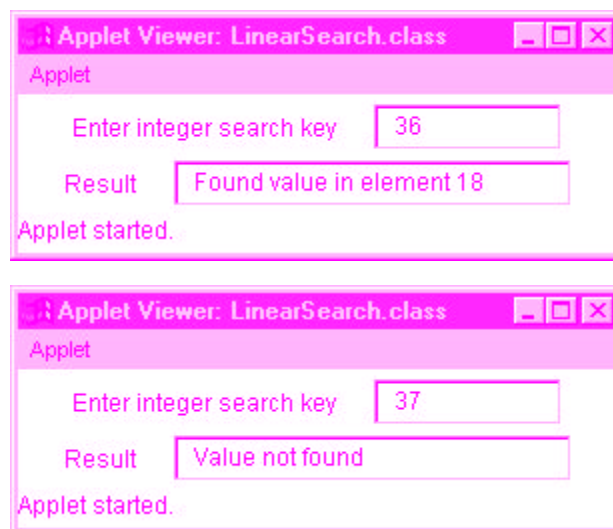 Applet Viewer: LinearSearch.class
Applet
Enter integer search key 36
Result Found value in element 18
Applet started.
Applet Viewer: LinearSearch.class
Applet
Enter integer search key 37
Result Value not found
Applet started.